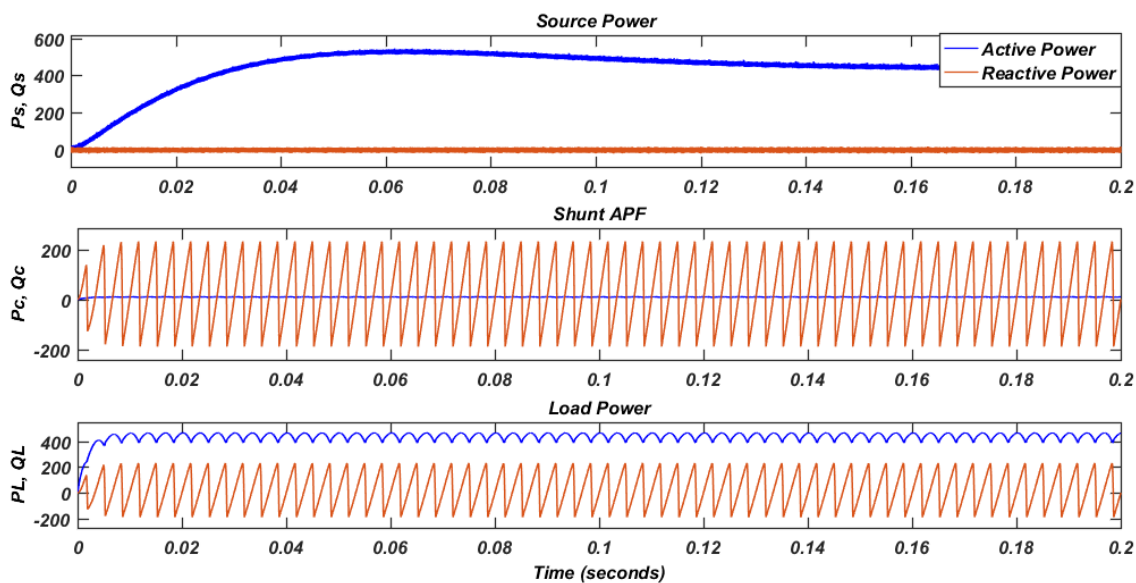 Source Power
Ps, Qs
600
400
200
0
Active Power
Reactive Power
0 0.02 0.04 0.06 0.08 0.1 0.12 0.14 0.16 0.18 0.2
Shunt APF
Pc, Qc
200
0
-200
0 0.02 0.04 0.06 0.08 0.1 0.12 0.14 0.16 0.18 0.2
Load Power
PL, QL
400
200
0
-200
0 0.02 0.04 0.06 0.08 0.1 0.12 0.14 0.16 0.18 0.2
Time (seconds)